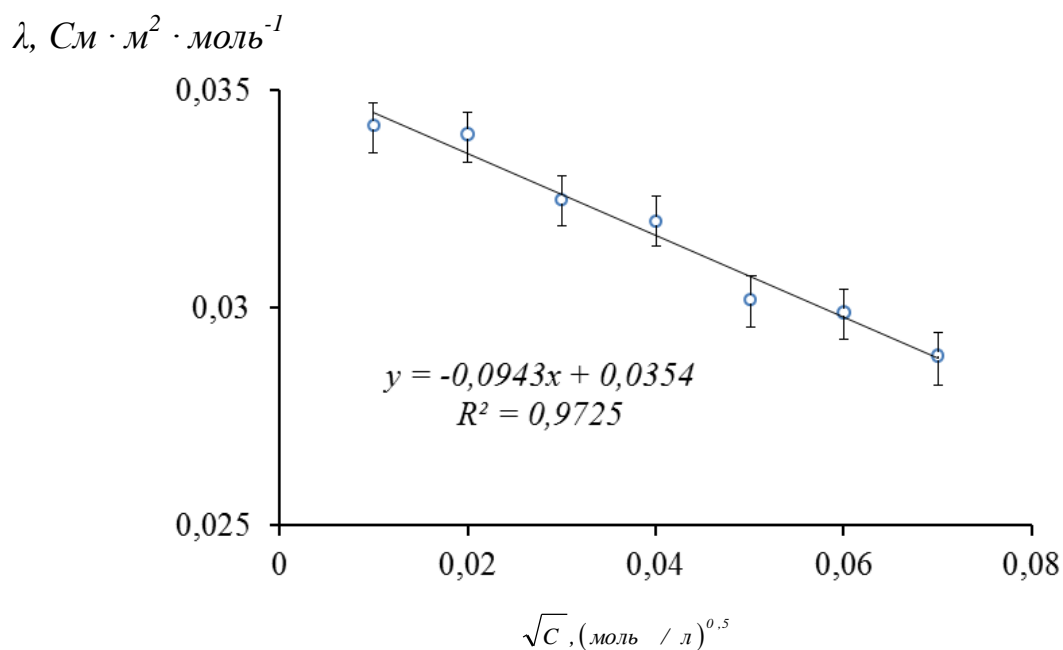 λ, См · м² · моль⁻¹
0,035
0,03
y = -0,0943x + 0,0354
R² = 0,9725
0,025
0 0,02 0,04 0,06 0,08
√C , (моль / л)^0,5